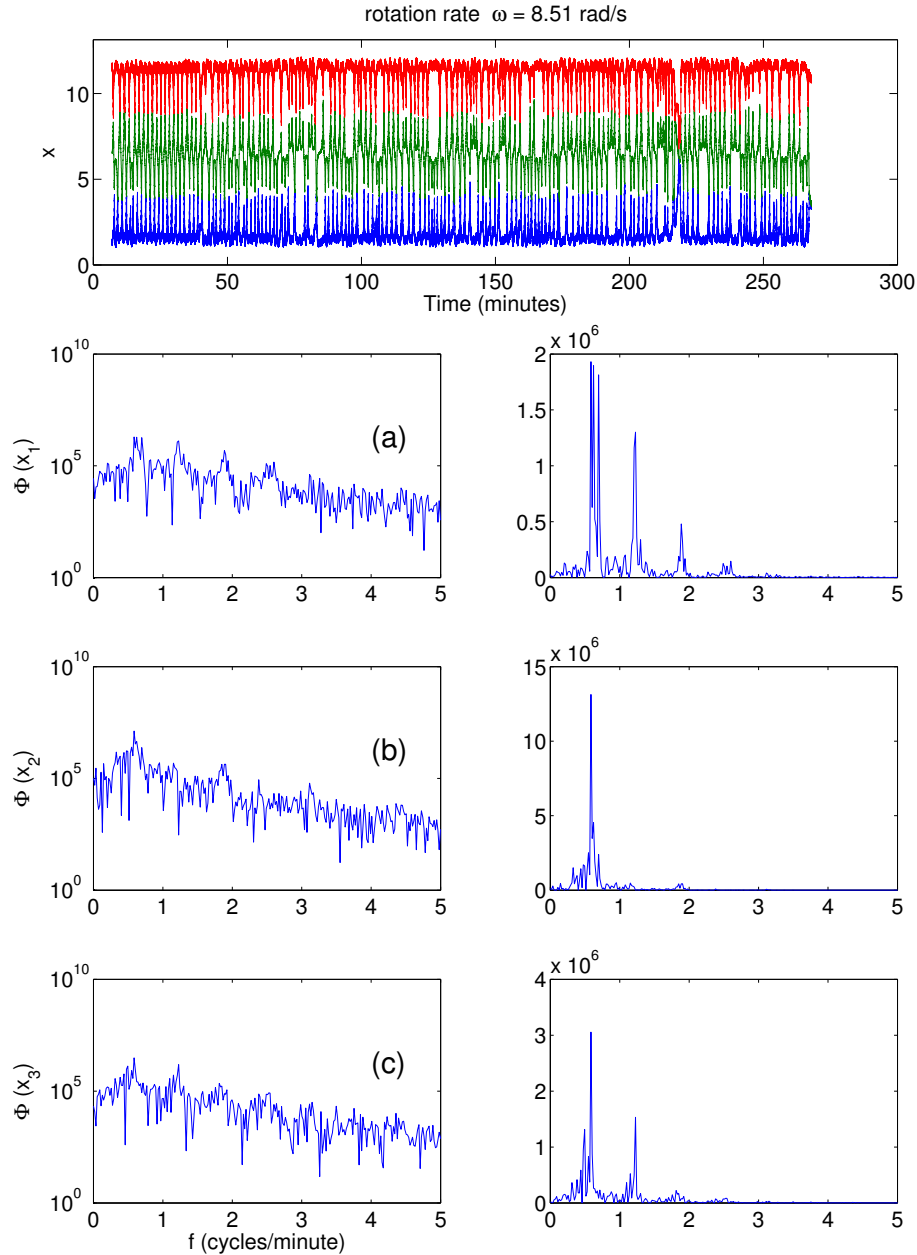 rotation rate ω = 8.51 rad/s
10
5
0
x
0 50 100 150 200 250 300
Time (minutes)
10^10
10^5
10^0
Φ (x_1)
(a)
0 1 2 3 4 5
x 10^6
2
1.5
1
0.5
0
0 1 2 3 4 5
10^10
10^5
10^0
Φ (x_2)
(b)
0 1 2 3 4 5
x 10^6
15
10
5
0
0 1 2 3 4 5
10^10
10^5
10^0
Φ (x_3)
(c)
0 1 2 3 4 5
f (cycles/minute)
x 10^6
4
3
2
1
0
0 1 2 3 4 5